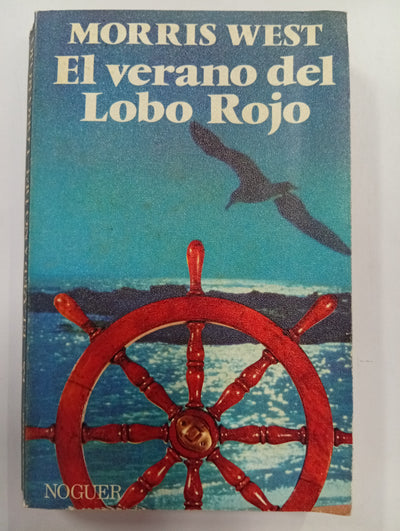 MORRIS WEST
El verano del
Lobo Rojo
NOGUER